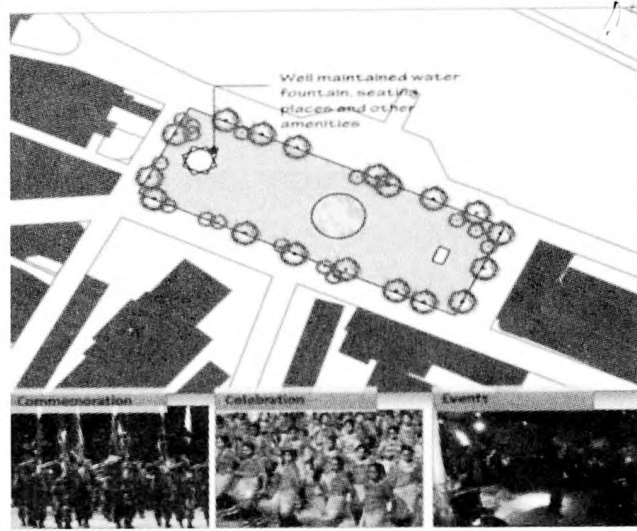 Well maintained water
fountain, seating
places and other
amenities
Commemoration
Celebration
Events